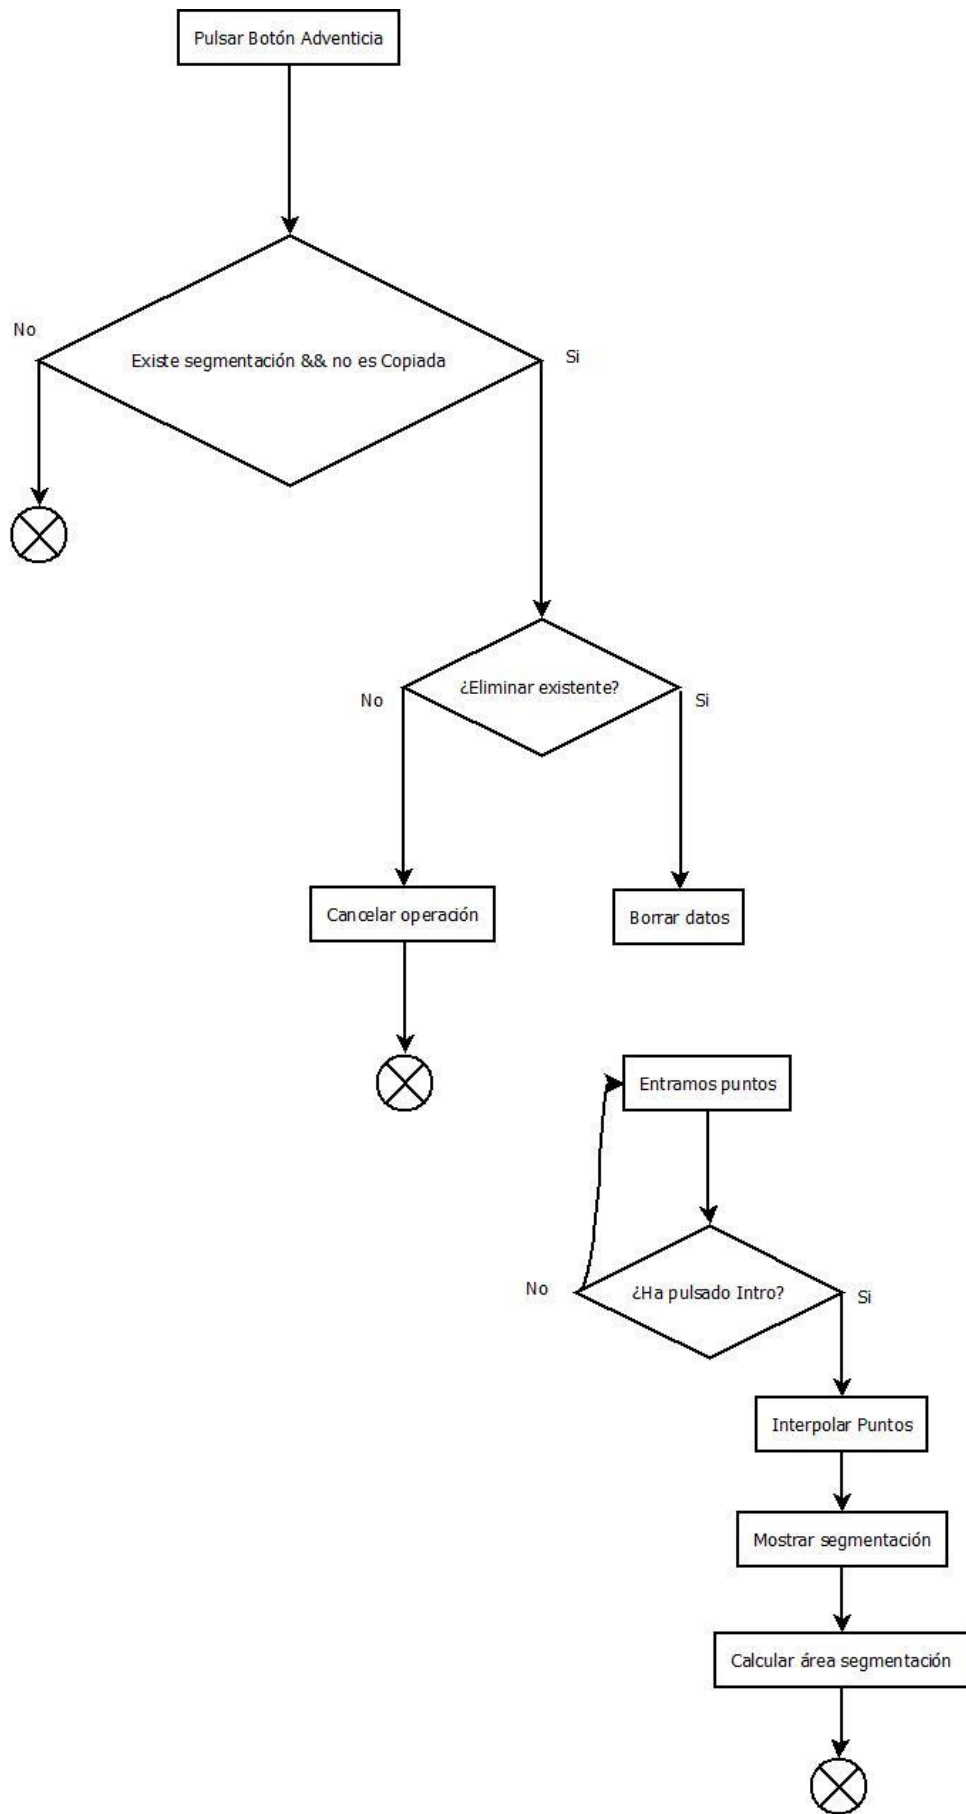 Pulsar Botón Adventicia
No
Existe segmentación && no es Copiada
Si
No
¿Eliminar existente?
Si
Cancelar operación
Borrar datos
Entramos puntos
No
¿Ha pulsado Intro?
Si
Interpolar Puntos
Mostrar segmentación
Calcular área segmentación